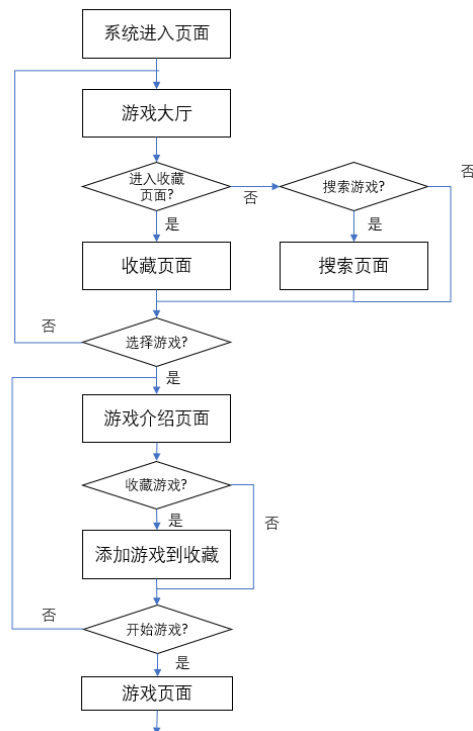 系统进入页面
游戏大厅
进入收藏
页面?
否
搜索游戏?
否
是
是
收藏页面
搜索页面
否
选择游戏?
是
游戏介绍页面
收藏游戏?
否
是
添加游戏到收藏
否
开始游戏?
是
游戏页面